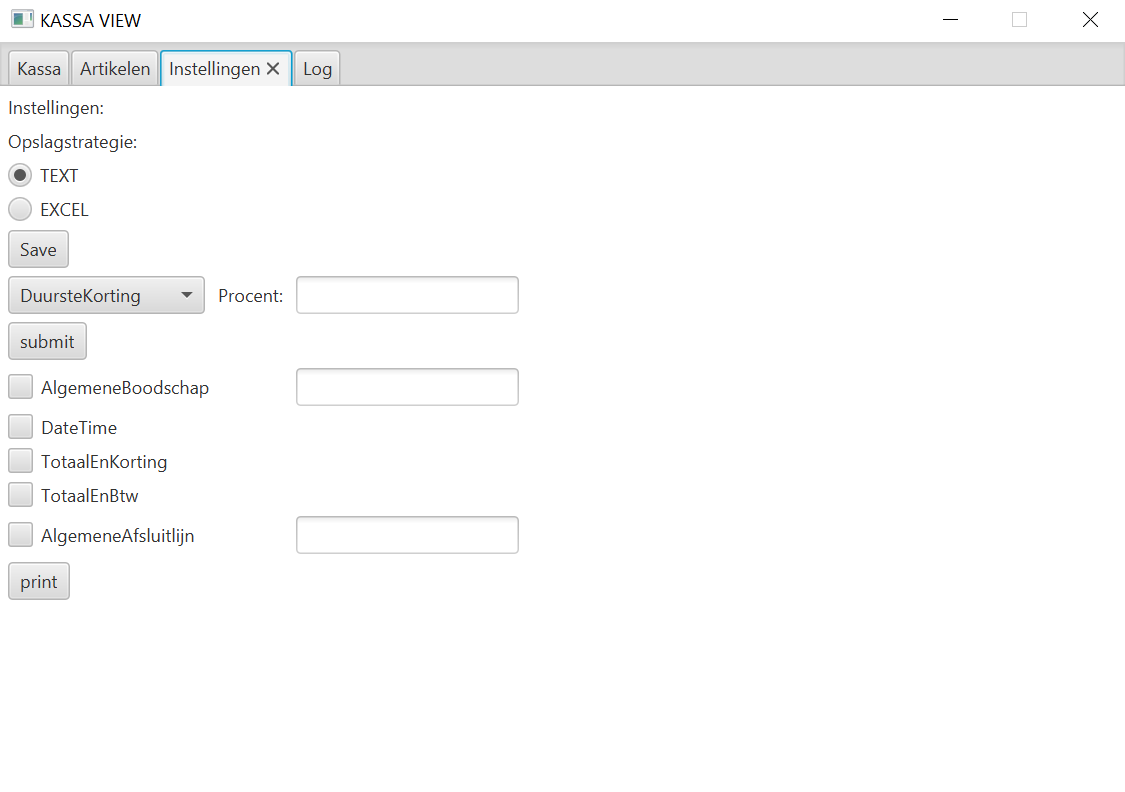 KASSA VIEW
Kassa Artikelen Instellingen Log
Instellingen:
Opslagstrategie:
TEXT
EXCEL
Save
DuursteKorting Procent:
submit
AlgemeneBoodschap
DateTime
TotaalEnKorting
TotaalEnBtw
AlgemeneAfsluitlijn
print